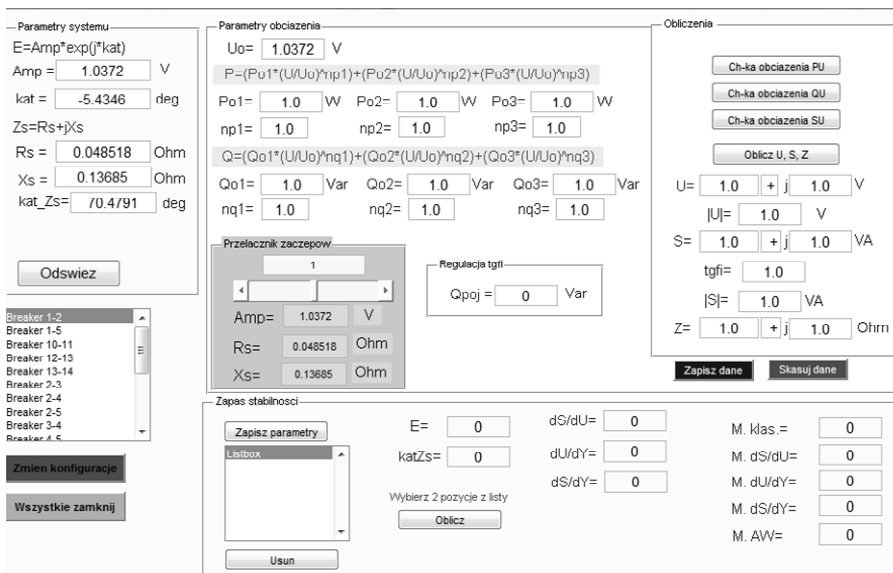 Parametry systemu
E=Amp*exp(j*kat)
Amp = 1.0372 V
kat = -5.4346 deg
Zs=Rs+jXs
Rs = 0.048518 Ohm
Xs = 0.13685 Ohm
kat_Zs= 70.4791 deg
Odswiez
Breaker 1-2
Breaker 1-5
Breaker 10-11
Breaker 12-13
Breaker 13-14
Breaker 2-3
Breaker 2-4
Breaker 2-5
Breaker 3-4
Breaker 4-5
Zmien konfiguracje
Wszystkie zamknij
Parametry obciazenia
Uo= 1.0372 V
P=(Po1*(U/Uo)^np1)+(Po2*(U/Uo)^np2)+(Po3*(U/Uo)^np3)
Po1= 1.0 W Po2= 1.0 W Po3= 1.0 W
np1= 1.0 np2= 1.0 np3= 1.0
Q=(Qo1*(U/Uo)^nq1)+(Qo2*(U/Uo)^nq2)+(Qo3*(U/Uo)^nq3)
Qo1= 1.0 Var Qo2= 1.0 Var Qo3= 1.0 Var
nq1= 1.0 nq2= 1.0 nq3= 1.0
Przelacznik zaczepow
1
Amp= 1.0372 V
Rs= 0.048518 Ohm
Xs= 0.13685 Ohm
Regulacja tgfi
Qpoj = 0 Var
Obliczenia
Ch-ka obciazenia PU
Ch-ka obciazenia QU
Ch-ka obciazenia SU
Oblicz U, S, Z
U= 1.0 + j 1.0 V
|U|= 1.0 V
S= 1.0 + j 1.0 VA
tgfi= 1.0
|S|= 1.0 VA
Z= 1.0 + j 1.0 Ohm
Zapisz dane Skasuj dane
Zapas stabilnosci
Zapisz parametry
Listbox
Usun
E= 0
katZs= 0
Wybierz 2 pozycje z listy
Oblicz
dS/dU= 0
dU/dY= 0
dS/dY= 0
M. klas.= 0
M. dS/dU= 0
M. dU/dY= 0
M. dS/dY= 0
M. AW= 0